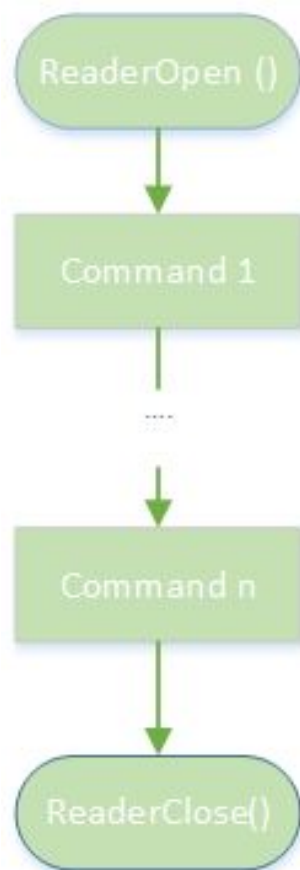 ReaderOpen ()
Command 1
....
Command n
ReaderClose()